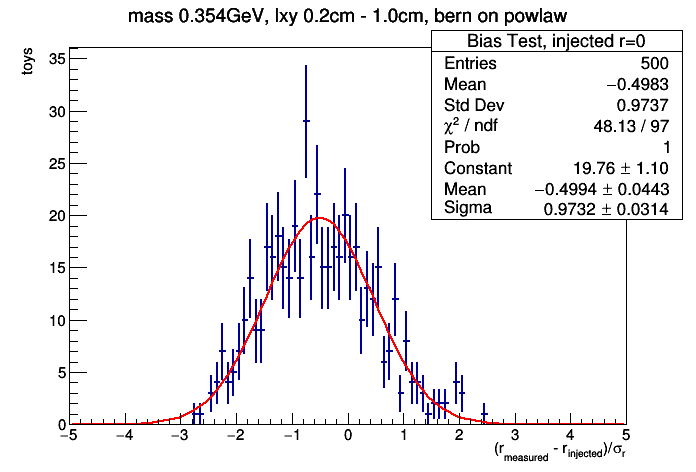 mass 0.354GeV, lxy 0.2cm - 1.0cm, bern on powlaw
Bias Test, injected r=0
Entries 500
Mean −0.4983
Std Dev 0.9737
χ² / ndf 48.13 / 97
Prob 1
Constant 19.76 ± 1.10
Mean −0.4994 ± 0.0443
Sigma 0.9732 ± 0.0314
toys
35
30
25
20
15
10
5
0
−5 −4 −3 −2 −1 0 1 2 3 4 5
(r_measured - r_injected)/σ_r